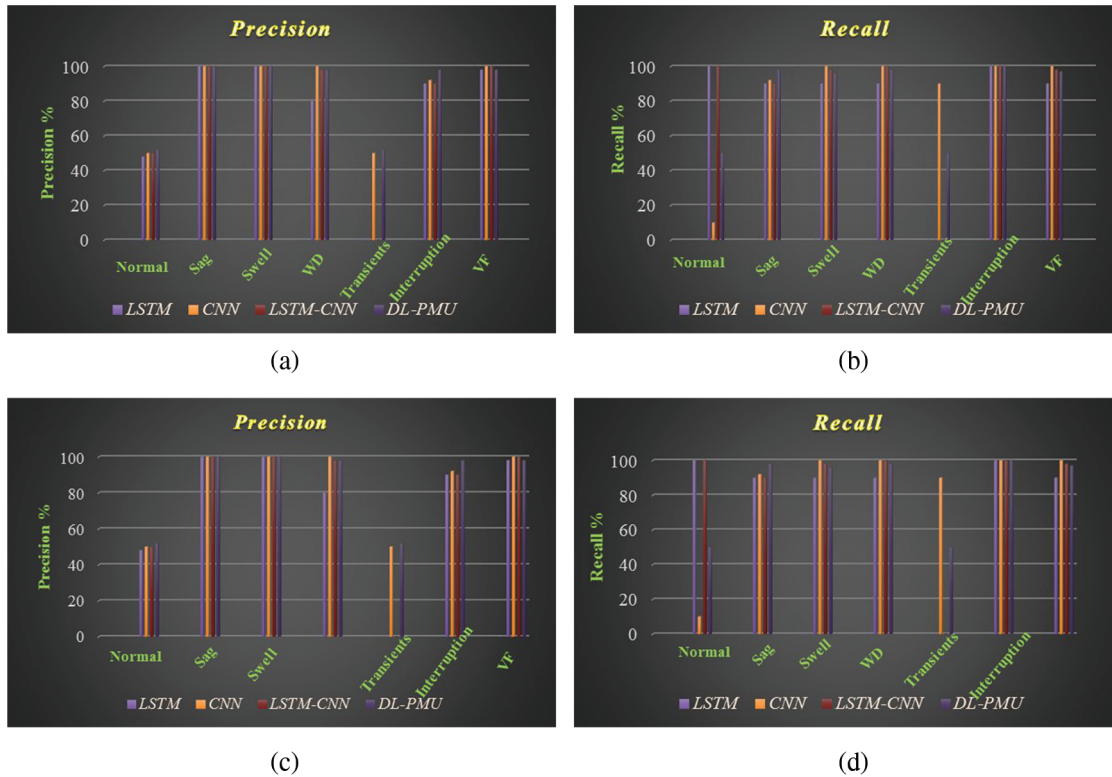 Precision
Precision %
100
80
60
40
20
0
Normal
Sag
Swell
WD
Transients
Interruption
VF
LSTM CNN LSTM-CNN DL-PMU
(a)
Recall
Recall %
100
80
60
40
20
0
Normal
Sag
Swell
WD
Transients
Interruption
VF
LSTM CNN LSTM-CNN DL-PMU
(b)
Precision
Precision %
100
80
60
40
20
0
Normal
Sag
Swell
Transients
Interruption
VF
LSTM CNN LSTM-CNN DL-PMU
(c)
Recall
Recall %
100
80
60
40
20
0
Normal
Sag
Swell
WD
Transients
Interruption
LSTM CNN LSTM-CNN DL-PMU
(d)